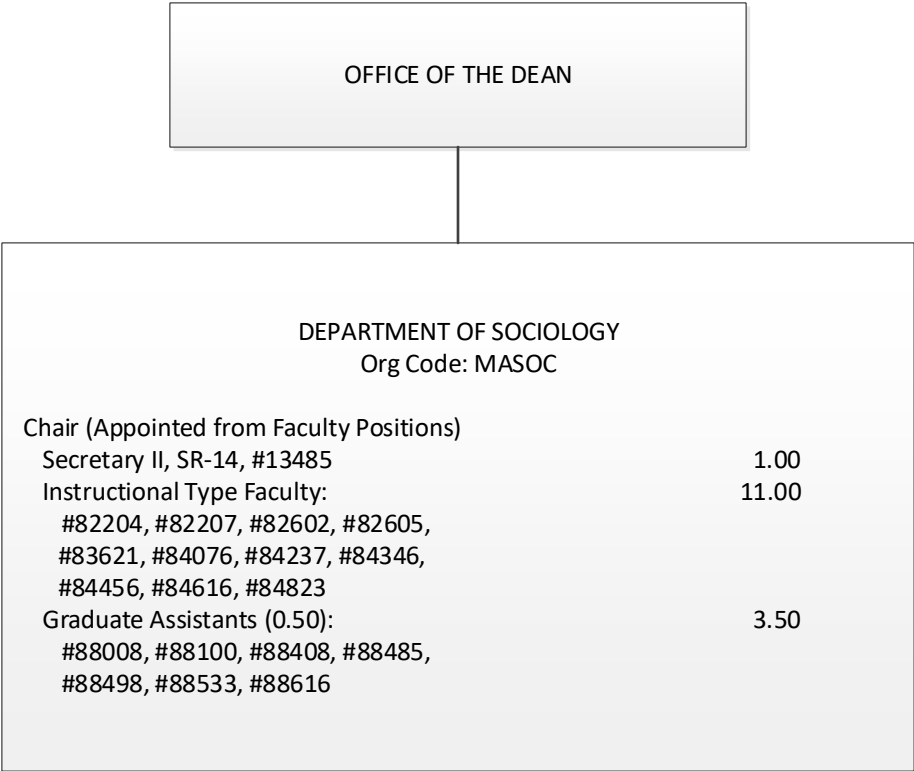 OFFICE OF THE DEAN
DEPARTMENT OF SOCIOLOGY
Org Code: MASOC
Chair (Appointed from Faculty Positions)
Secretary II, SR-14, #13485 1.00
Instructional Type Faculty: 11.00
#82204, #82207, #82602, #82605,
#83621, #84076, #84237, #84346,
#84456, #84616, #84823
Graduate Assistants (0.50): 3.50
#88008, #88100, #88408, #88485,
#88498, #88533, #88616